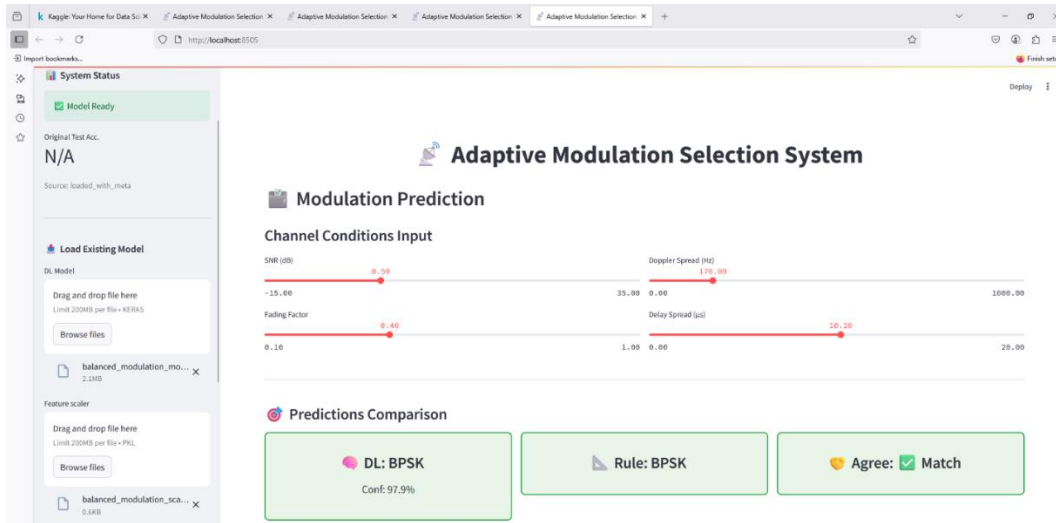 Kaggle: Your Home for Data Sci
Adaptive Modulation Selection
Adaptive Modulation Selection
Adaptive Modulation Selection
Adaptive Modulation Selection
http://localhost:8505
Import bookmarks...
Finish setu
System Status
Model Ready
Original Test Acc.
N/A
Source: loaded_with_meta
Load Existing Model
DL Model
Drag and drop file here
Limit 200MB per file • KERAS
Browse files
balanced_modulation_mo...
2.1MB
Feature scaler
Drag and drop file here
Limit 200MB per file • PKL
Browse files
balanced_modulation_sca...
0.6KB
Deploy
Adaptive Modulation Selection System
Modulation Prediction
Channel Conditions Input
SNR (dB)
0.50
-15.00 35.00
Doppler Spread (Hz)
170.00
0.00 1000.00
Fading Factor
0.40
0.10 1.00
Delay Spread (μs)
10.20
0.00 20.00
Predictions Comparison
DL: BPSK
Conf: 97.9%
Rule: BPSK
Agree: ✅ Match